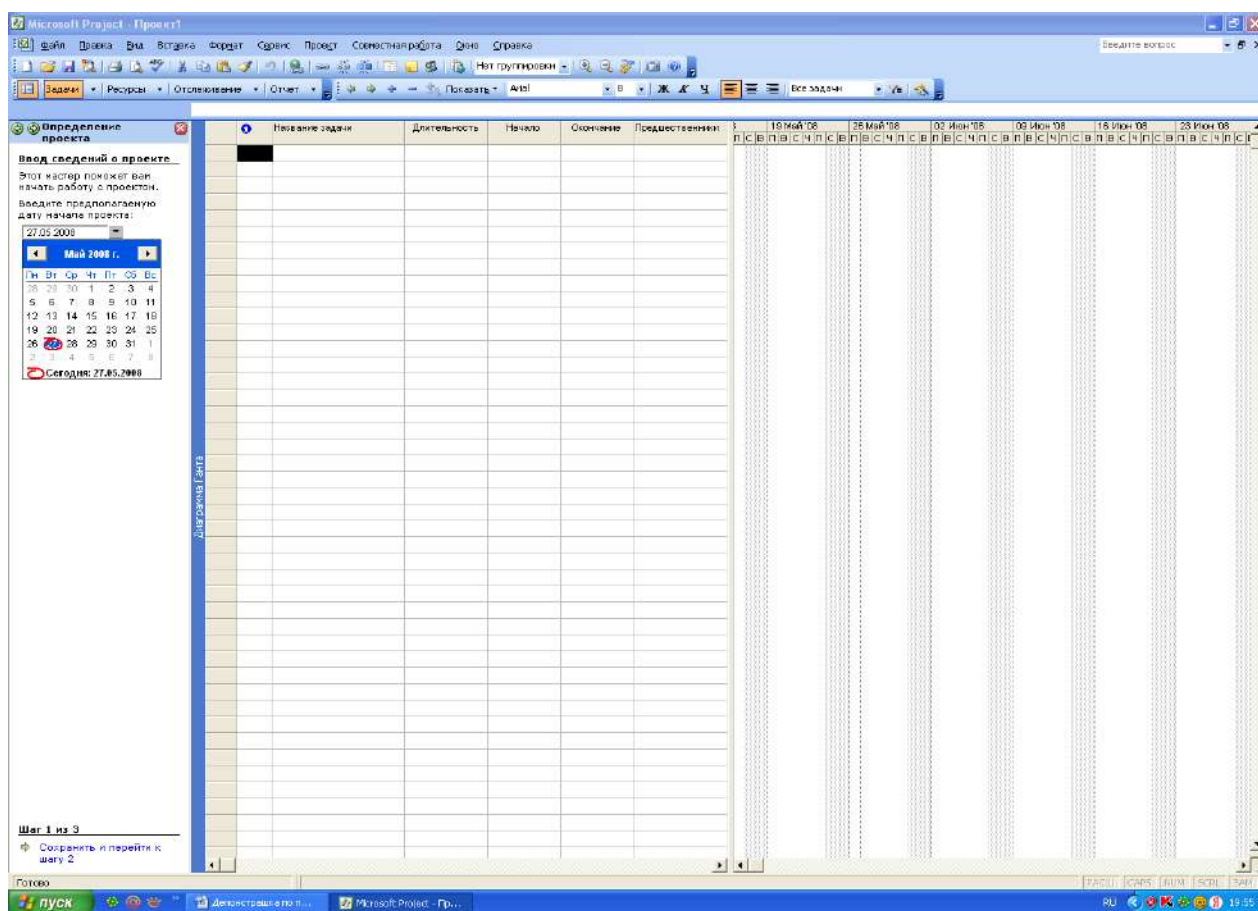 Microsoft Project - Проект1
Файл Правка Вид Вставка Формат Сервис Проект Совместная работа Окно Справка
Введите вопрос
Нет группировки
Задачи Ресурсы Отслеживание Отчет Показать Arial 8 Ж К Ч Все задачи
Определение проекта
Ввод сведений о проекте
Этот мастер поможет вам
начать работу с проектом.
Введите предполагаемую
дату начала проекта:
27.05.2008
Май 2008 г.
Пн Вт Ср Чт Пт Сб Вс
28 29 30 1 2 3 4
5 6 7 8 9 10 11
12 13 14 15 16 17 18
19 20 21 22 23 24 25
26 27 28 29 30 31 1
2 3 4 5 6 7 8
Сегодня: 27.05.2008
Шаг 1 из 3
Сохранить и перейти к
шагу 2
Диаграмма Ганта
Название задачи Длительность Начало Окончание Предшественники
19 Май '08 26 Май '08 02 Июн '08 09 Июн '08 16 Июн '08 23 Июн '08
П С В П В С Ч П С В П В С Ч П С В П В С Ч П С В П В С Ч П С В П В С Ч П С В П В С Ч П С
Готово
CAPS NUM SCRL ЗАМ
пуск
Демонстрашка по п...
Microsoft Project - Пр...
RU 19:55